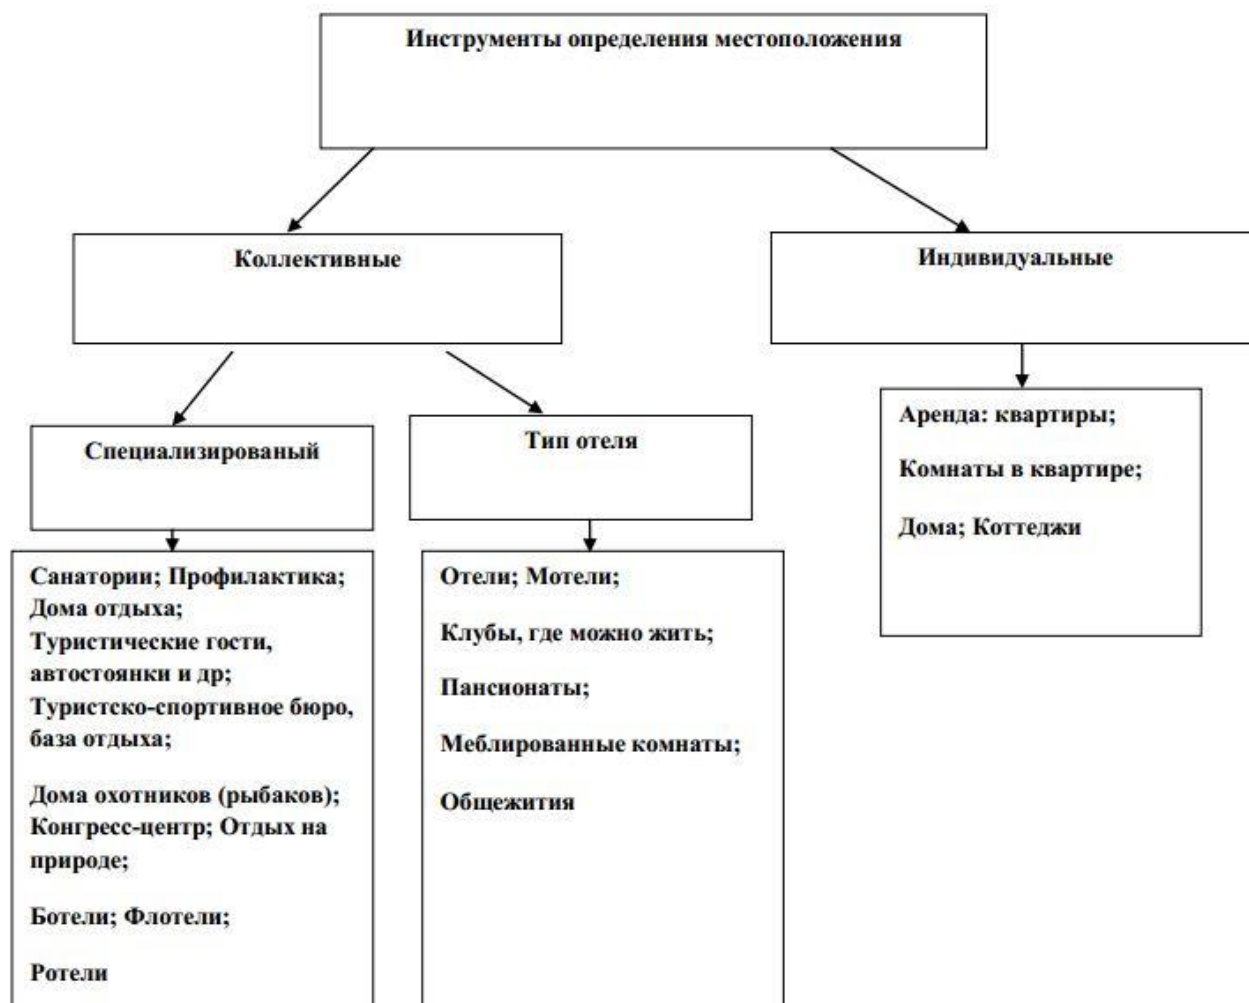 Инструменты определения местоположения
Коллективные
Индивидуальные
Специализированый
Тип отеля
Аренда: квартиры;
Комнаты в квартире;
Дома; Коттеджи
Санатории; Профилактика;
Дома отдыха;
Туристические гости,
автостоянки и др;
Туристско-спортивное бюро,
база отдыха;
Дома охотников (рыбаков);
Конгресс-центр; Отдых на
природе;
Ботели; Флотели;
Ротели
Отели; Мотели;
Клубы, где можно жить;
Пансионаты;
Меблированные комнаты;
Общежития